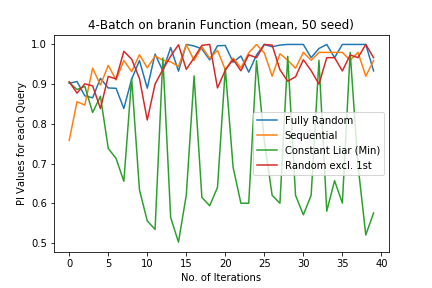 4-Batch on branin Function (mean, 50 seed)
PI Values for each Query
1.0
0.9
0.8
0.7
0.6
0.5
Fully Random
Sequential
Constant Liar (Min)
Random excl. 1st
0 5 10 15 20 25 30 35 40
No. of Iterations